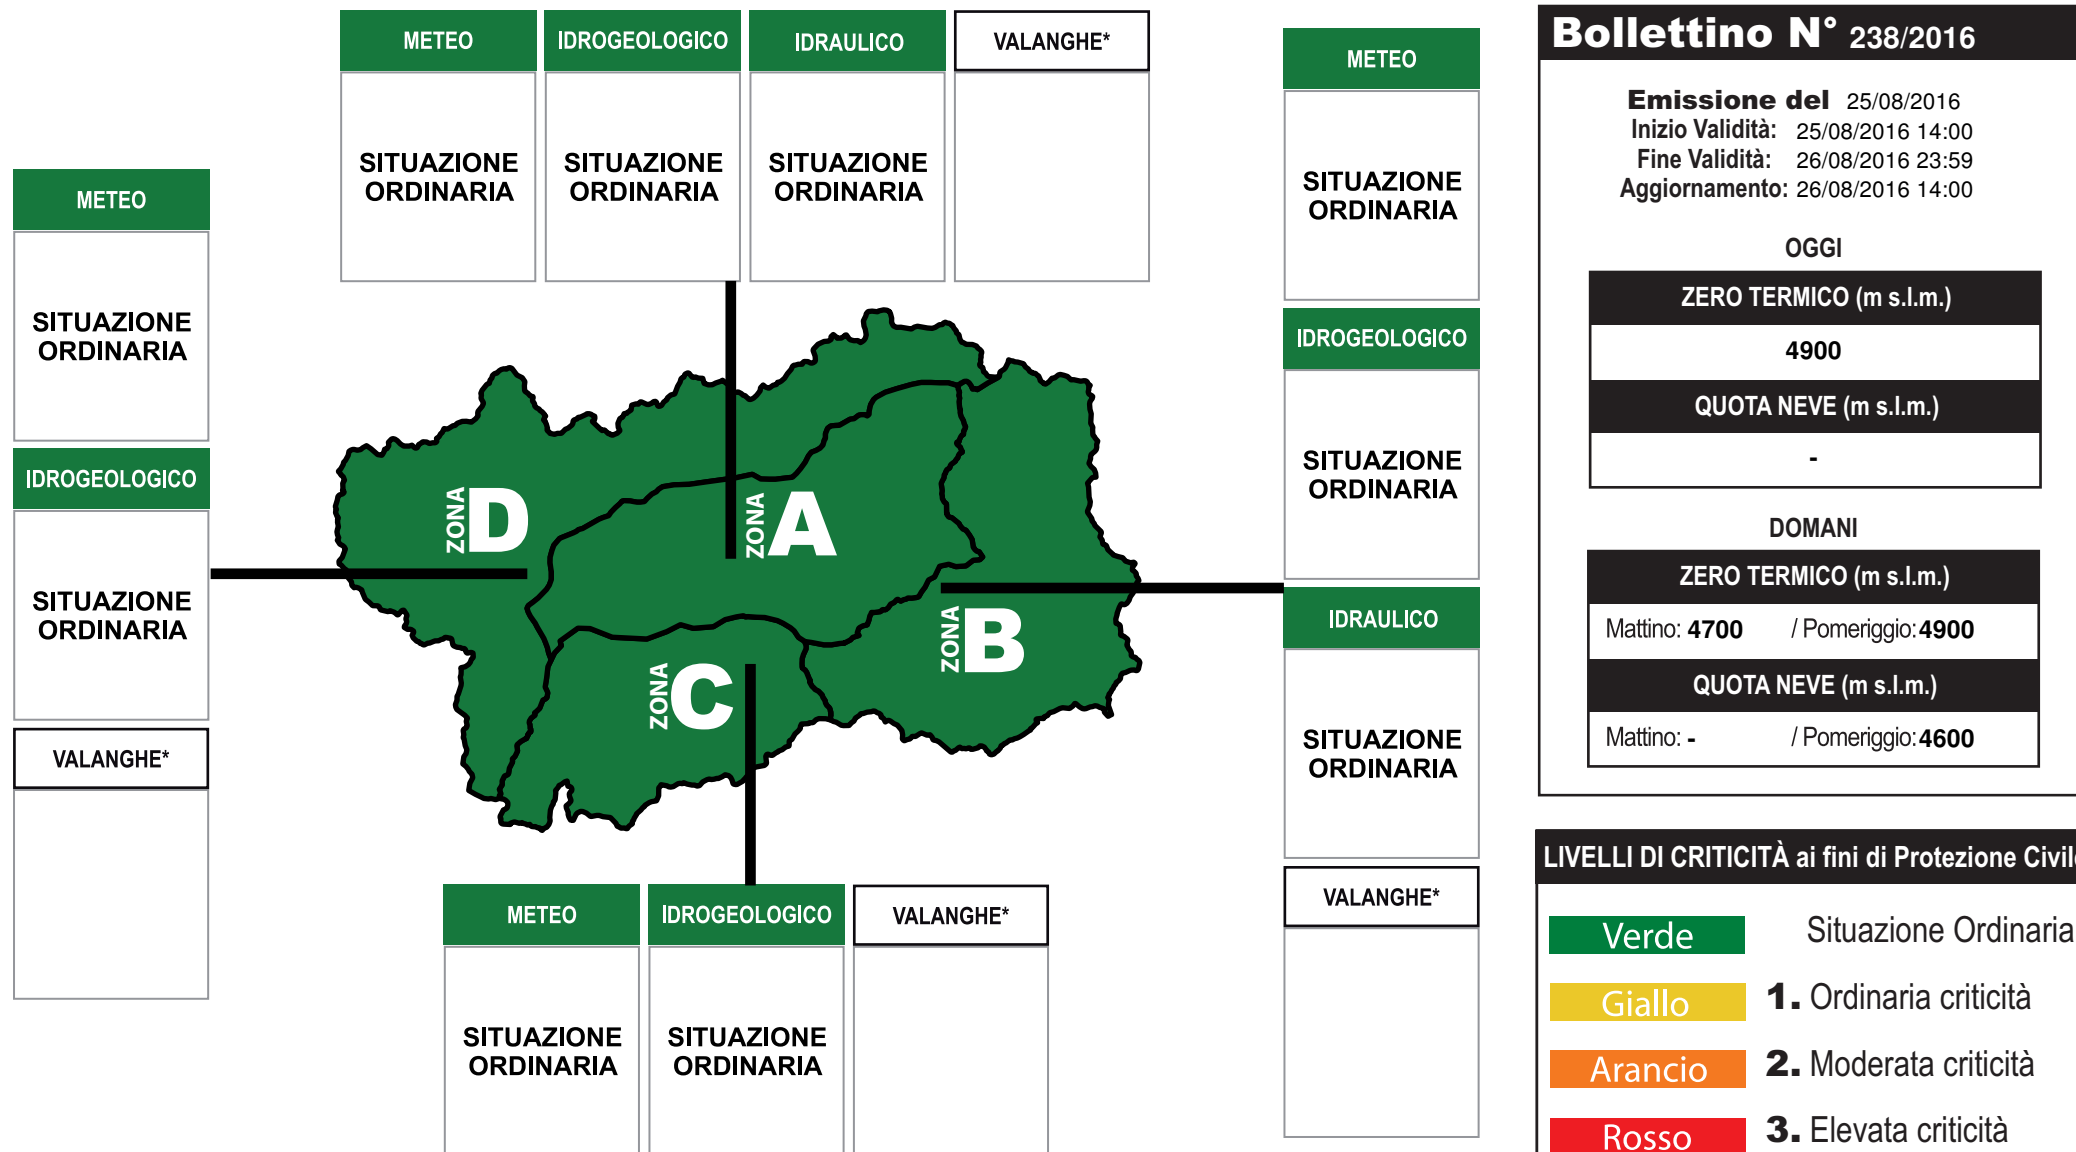 METEO IDROGEOLOGICO IDRAULICO VALANGHE*
SITUAZIONE ORDINARIA
SITUAZIONE ORDINARIA
SITUAZIONE ORDINARIA
METEO
SITUAZIONE
ORDINARIA
IDROGEOLOGICO
SITUAZIONE
ORDINARIA
VALANGHE*
METEO
SITUAZIONE
ORDINARIA
IDROGEOLOGICO
SITUAZIONE
ORDINARIA
IDRAULICO
SITUAZIONE
ORDINARIA
VALANGHE*
ZONA D
ZONA A
ZONA B
ZONA C
METEO IDROGEOLOGICO VALANGHE*
SITUAZIONE ORDINARIA
SITUAZIONE ORDINARIA
Bollettino N° 238/2016
Emissione del 25/08/2016
Inizio Validità: 25/08/2016 14:00
Fine Validità: 26/08/2016 23:59
Aggiornamento: 26/08/2016 14:00
OGGI
ZERO TERMICO (m s.l.m.)
4900
QUOTA NEVE (m s.l.m.)
-
DOMANI
ZERO TERMICO (m s.l.m.)
Mattino: 4700 / Pomeriggio: 4900
QUOTA NEVE (m s.l.m.)
Mattino: - / Pomeriggio: 4600
LIVELLI DI CRITICITÀ ai fini di Protezione Civil
Verde Situazione Ordinaria
Giallo 1. Ordinaria criticità
Arancio 2. Moderata criticità
Rosso 3. Elevata criticità